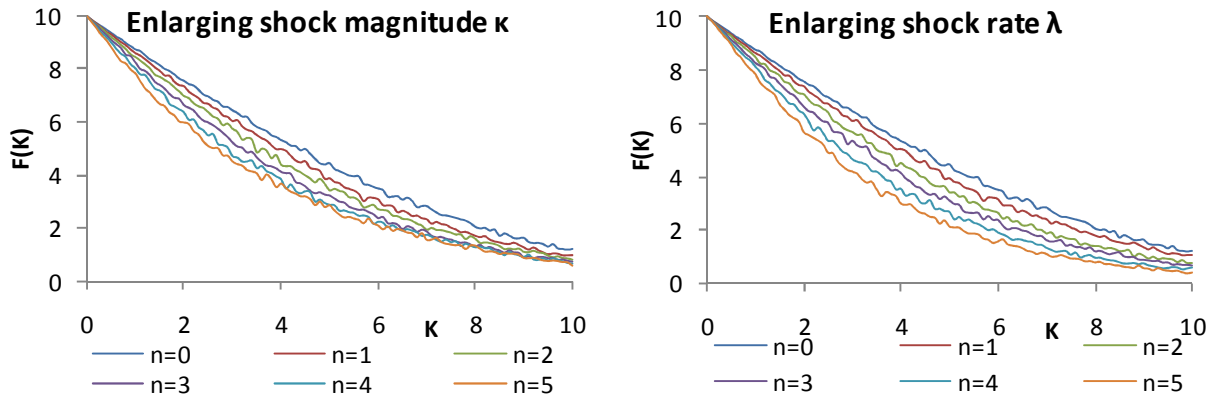 Enlarging shock magnitude κ
10
8
6
4
2
0
F(K)
0 2 4 6 8 10
K
n=0 n=1 n=2
n=3 n=4 n=5
Enlarging shock rate λ
10
8
6
4
2
0
F(K)
0 2 4 6 8 10
K
n=0 n=1 n=2
n=3 n=4 n=5